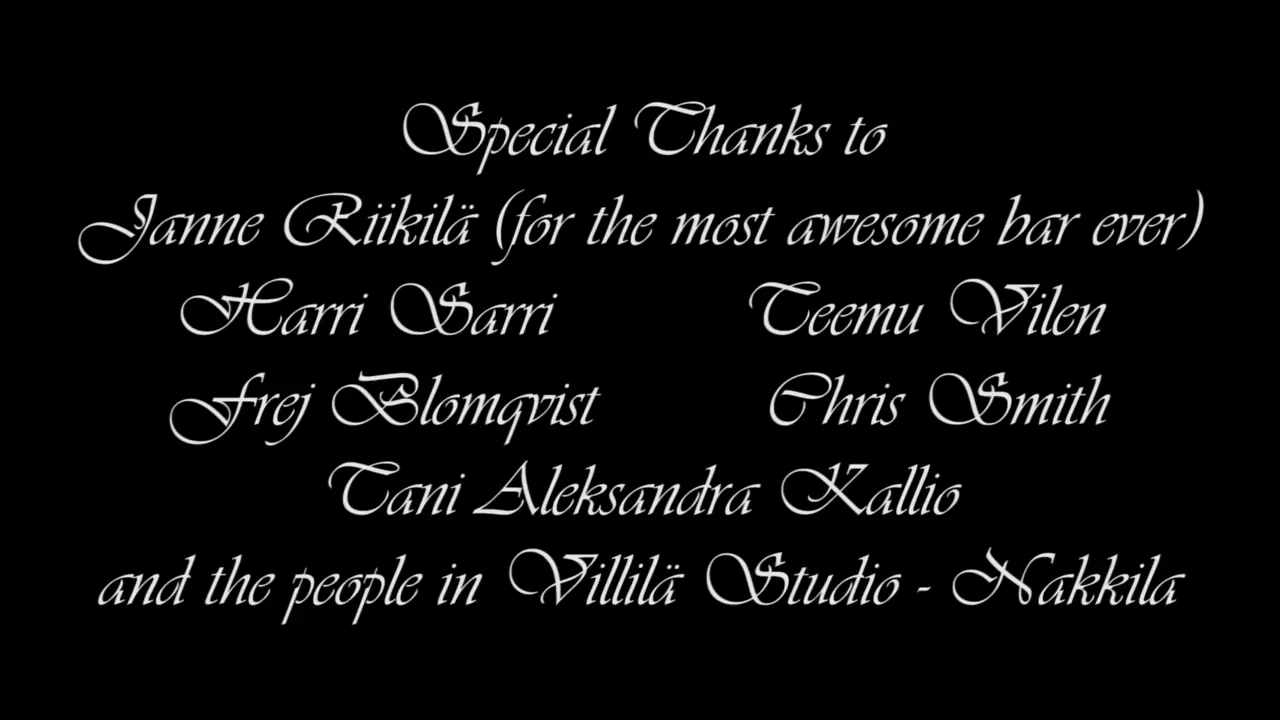 Special Thanks to
Janne Riikilä (for the most awesome bar ever)
Harri Sarri Teemu Vilen
Frej Blomqvist Chris Smith
Tani Aleksandra Kallio
and the people in Villilä Studio - Nakkila